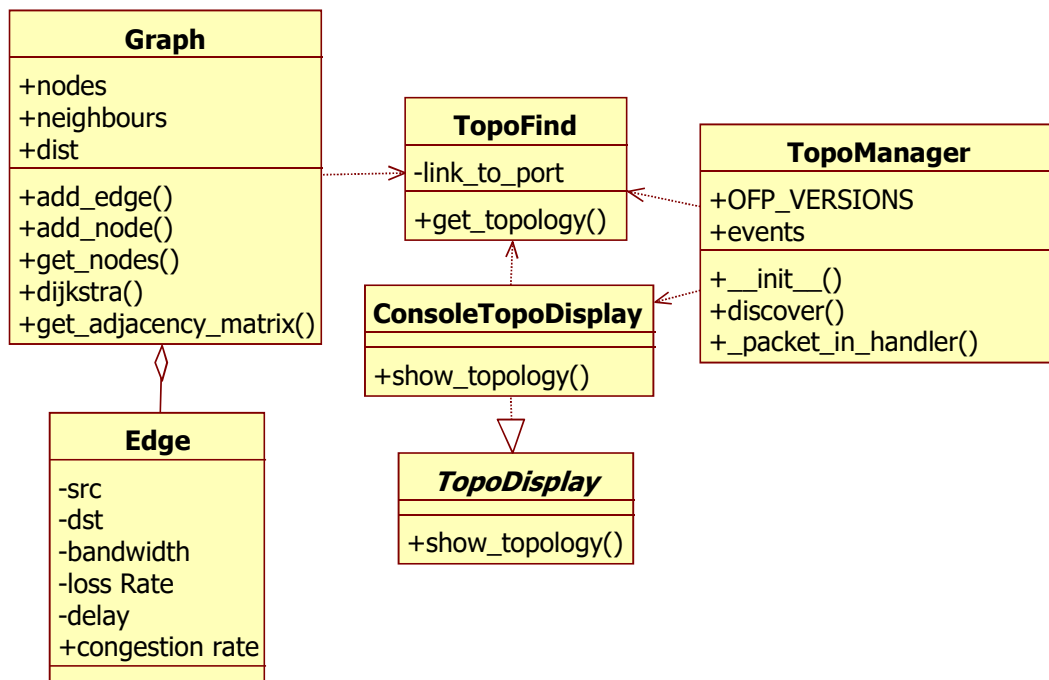 Graph
+nodes
+neighbours
+dist
+add_edge()
+add_node()
+get_nodes()
+dijkstra()
+get_adjacency_matrix()
TopoFind
-link_to_port
+get_topology()
TopoManager
+OFP_VERSIONS
+events
+__init__()
+discover()
+_packet_in_handler()
ConsoleTopoDisplay
+show_topology()
Edge
-src
-dst
-bandwidth
-loss Rate
-delay
+congestion rate
TopoDisplay
+show_topology()